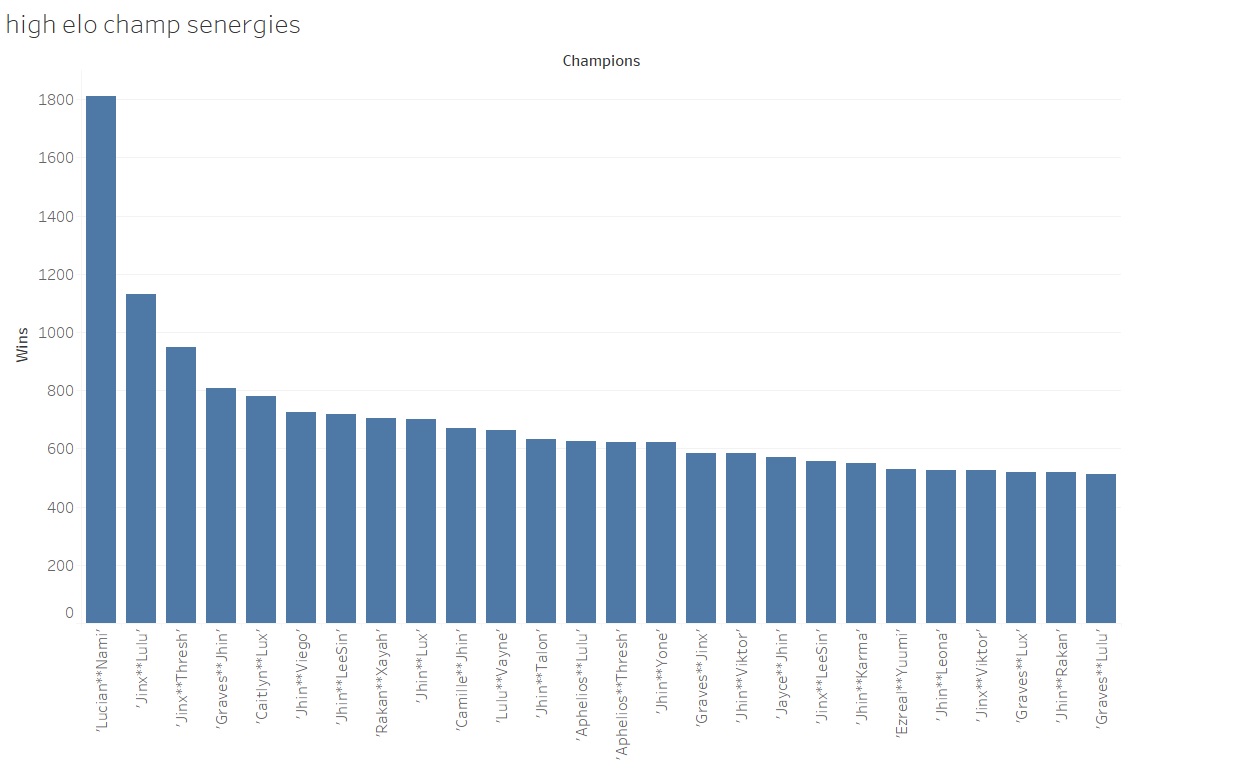 high elo champ senergies
Champions
1800
1600
1400
1200
1000
800
600
400
200
0
Wins
'Lucian**Nami'
'Jinx**Lulu'
'Jinx**Thresh'
'Graves**Jhin'
'Caitlyn**Lux'
'Jhin**Viego'
'Jhin**LeeSin'
'Rakan**Xayah'
'Jhin**Lux'
'Camille**Jhin'
'Lulu**Vayne'
'Jhin**Talon'
'Aphelios**Lulu'
'Aphelios**Thresh'
'Jhin**Yone'
'Graves**Jinx'
'Jhin**Viktor'
'Jayce**Jhin'
'Jinx**LeeSin'
'Jhin**Karma'
'Ezreal**Yuumi'
'Jhin**Leona'
'Jinx**Viktor'
'Graves**Lux'
'Jhin**Rakan'
'Graves**Lulu'